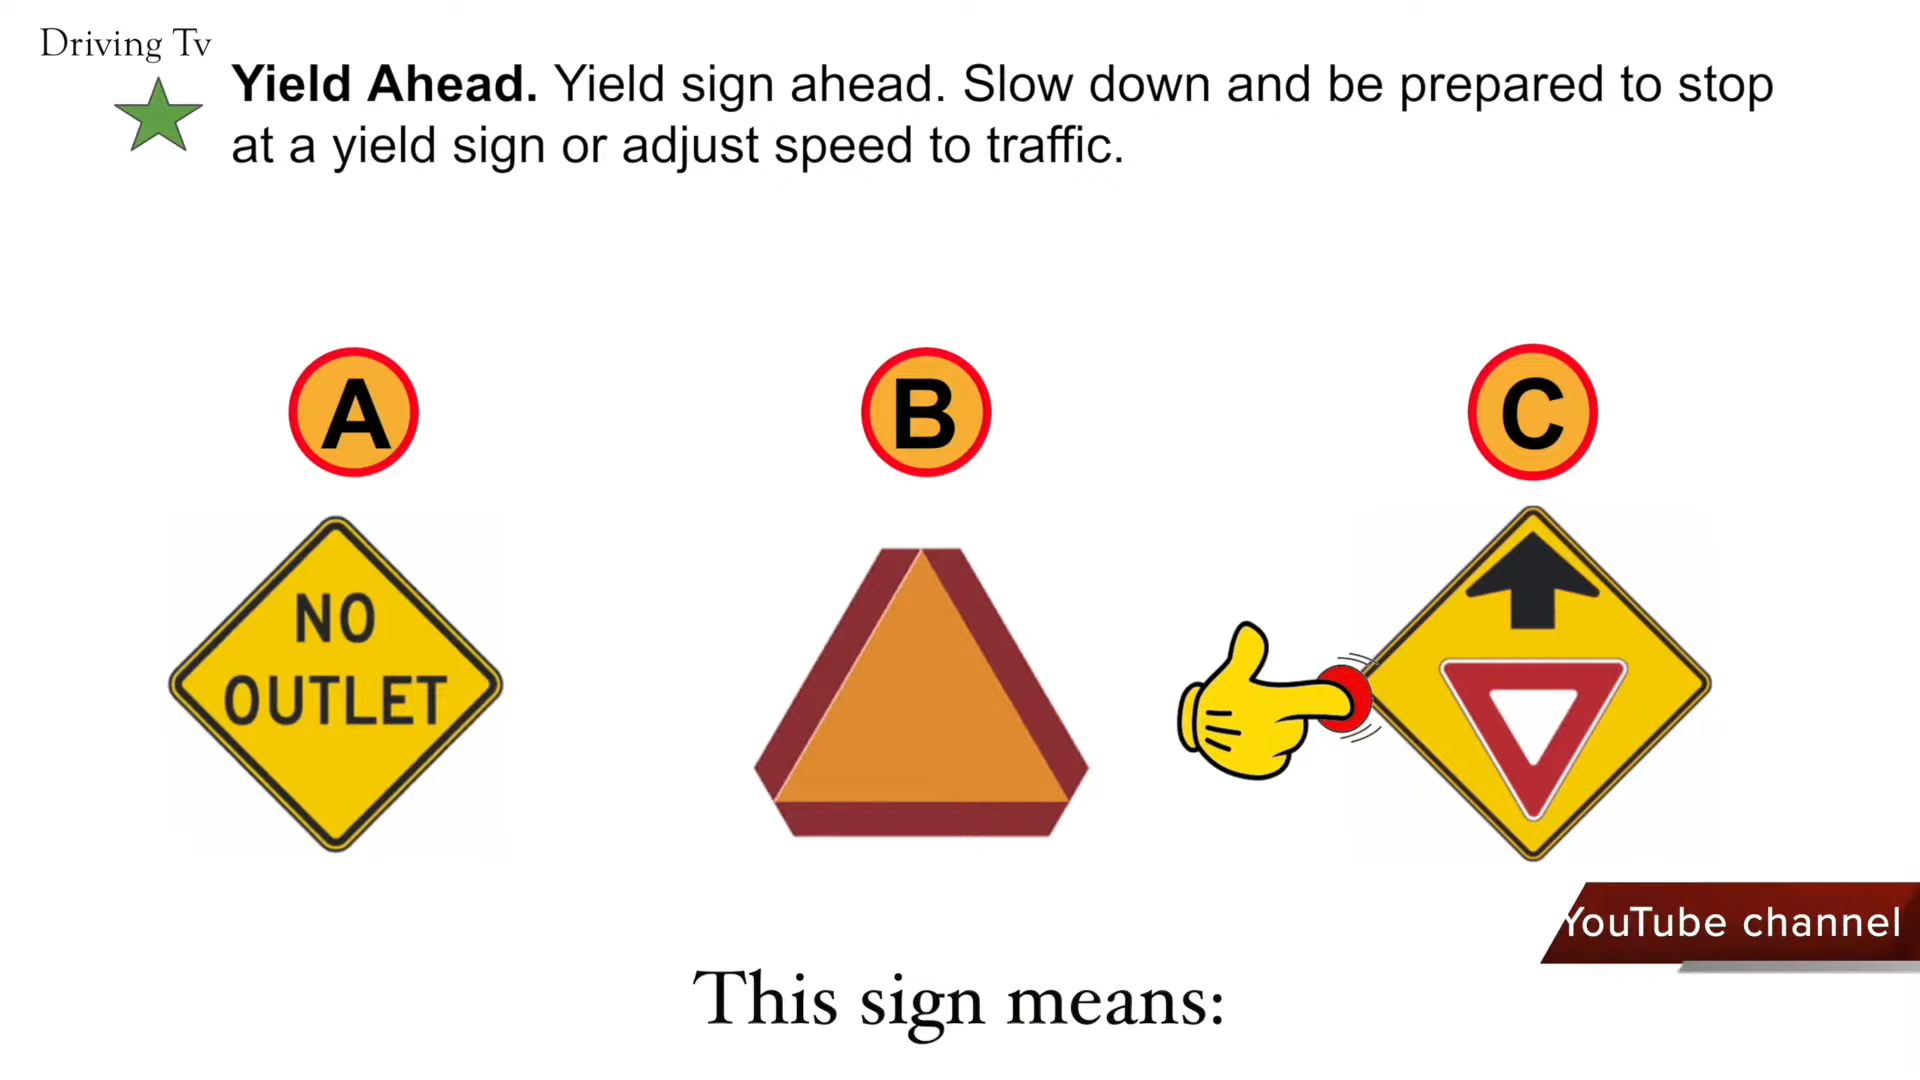 Driving Tv
Yield Ahead. Yield sign ahead. Slow down and be prepared to stop
at a yield sign or adjust speed to traffic.
A
B
C
NO
OUTLET
YouTube channel
This sign means: